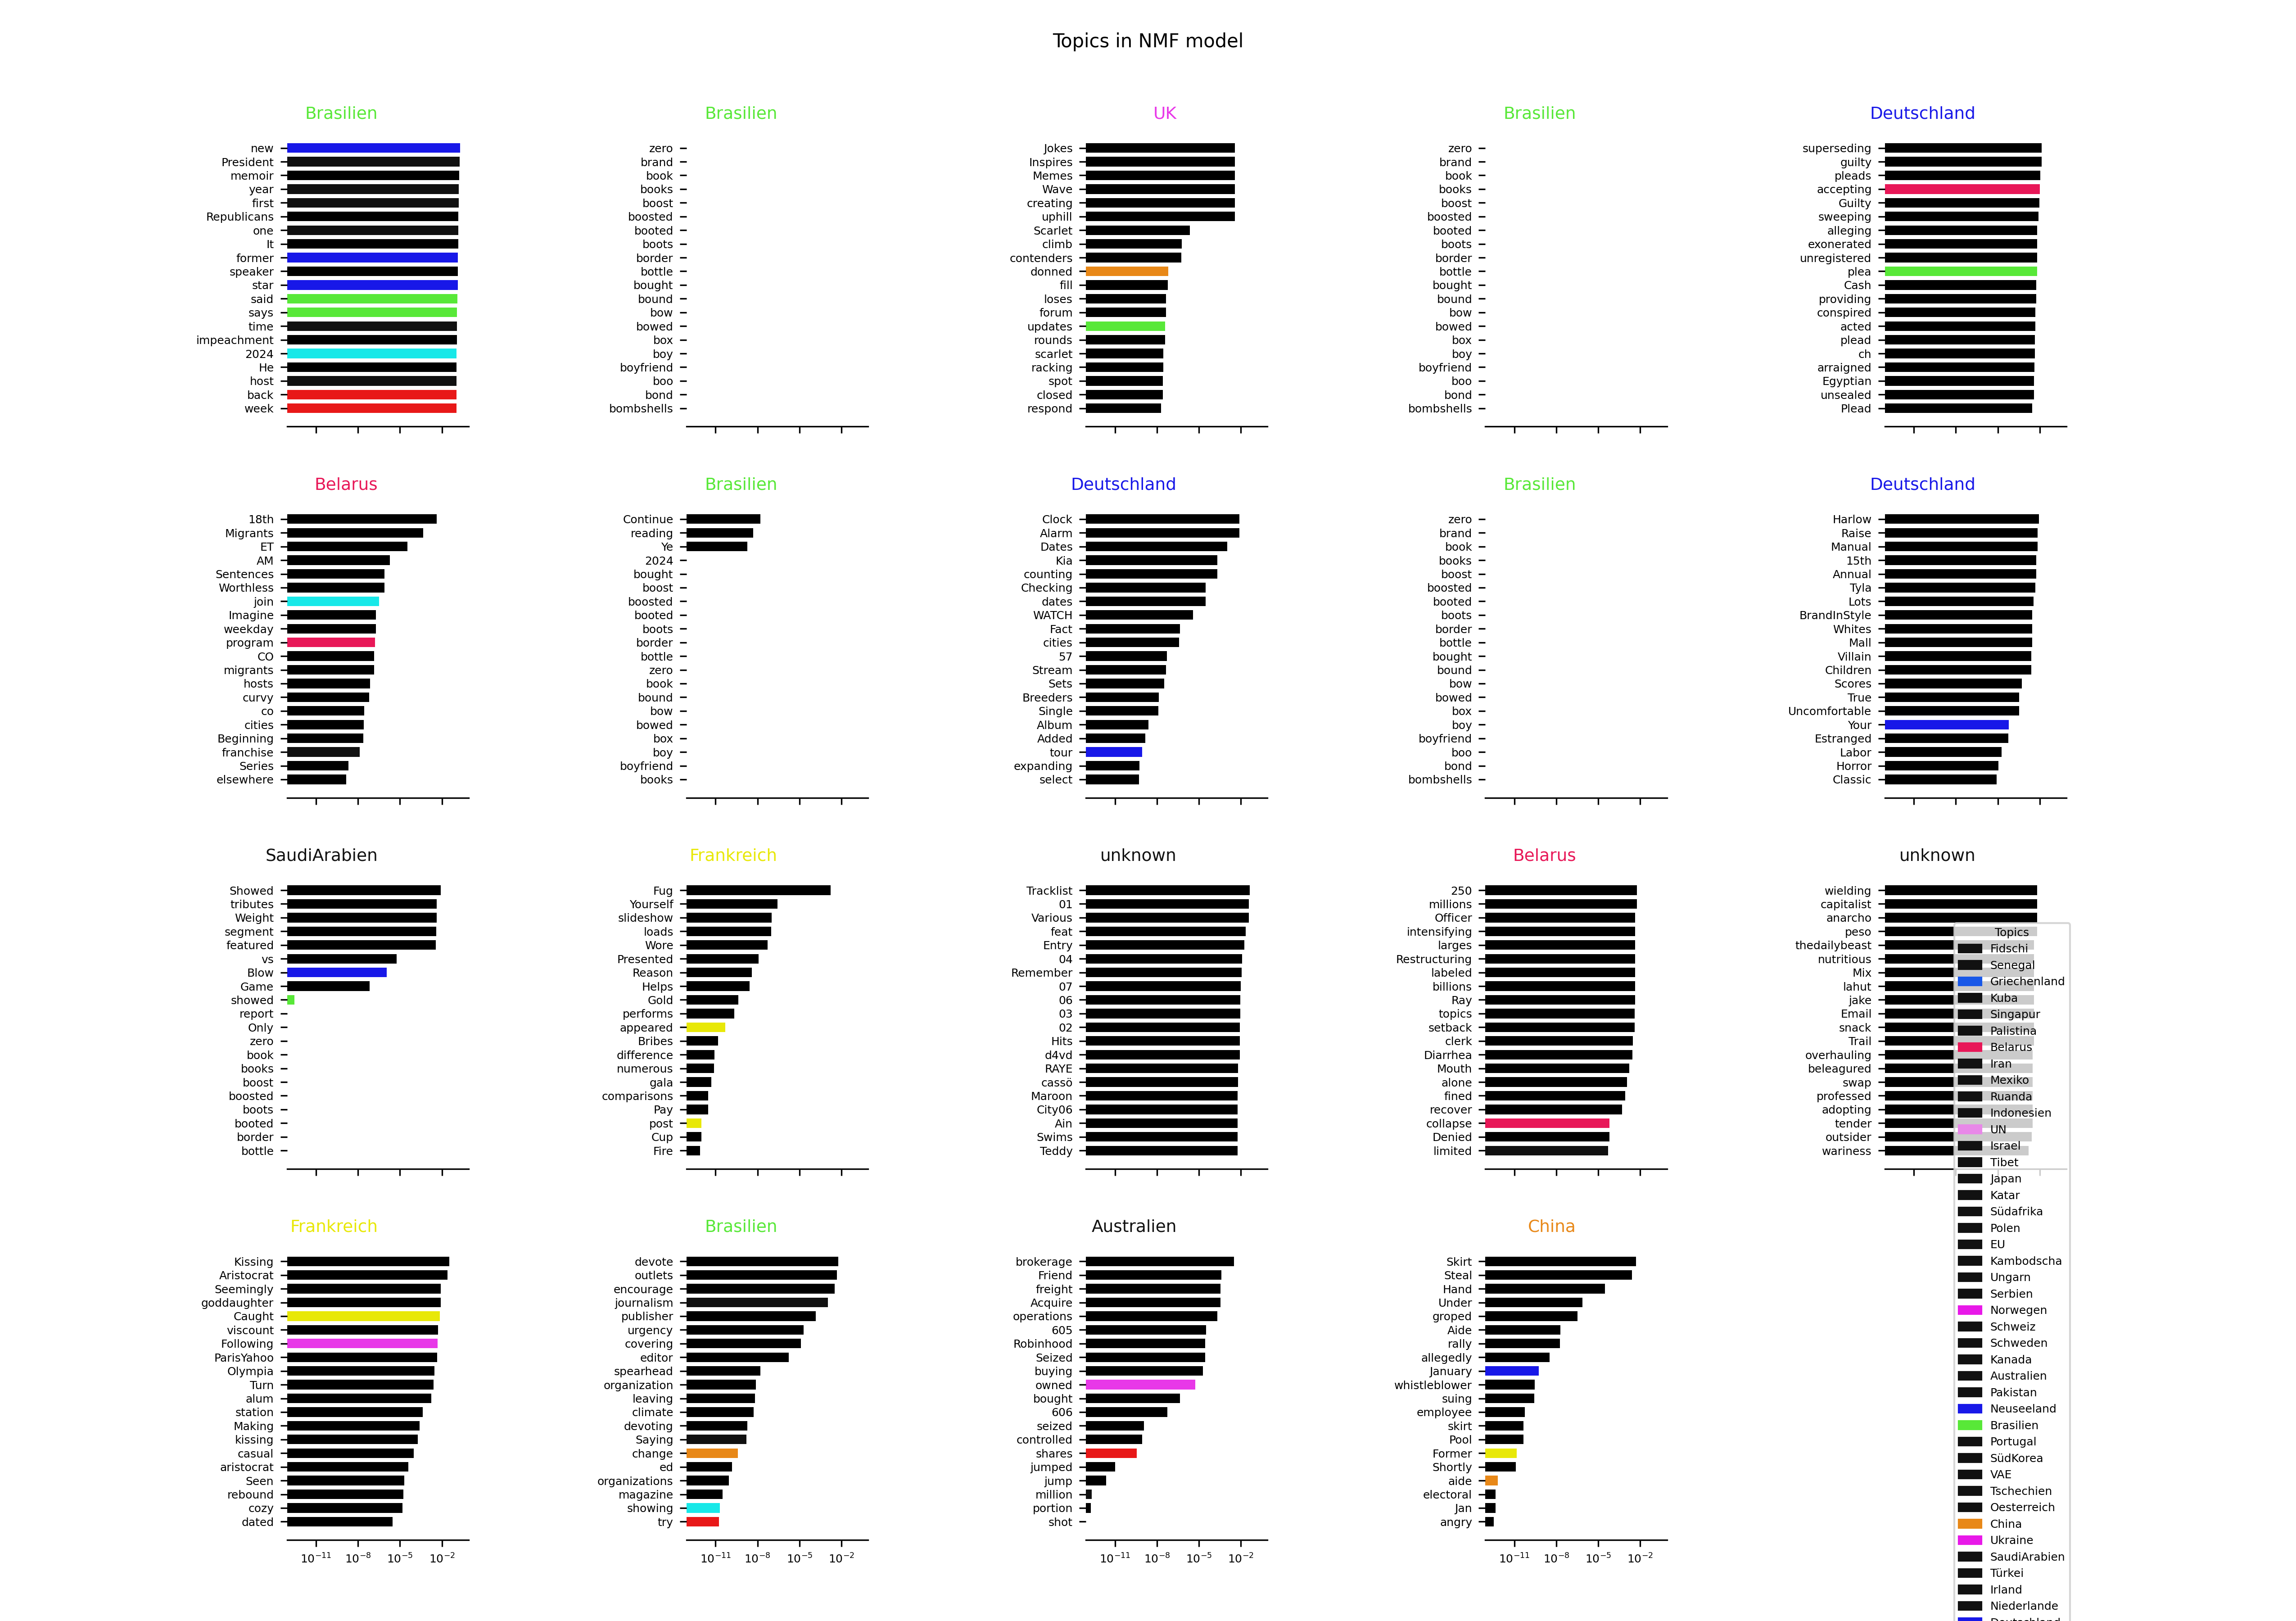 Topics in NMF model
Brasilien
new
President
memoir
year
first
Republicans
one
It
former
speaker
star
said
says
time
impeachment
2024
He
host
back
week
Brasilien
zero
brand
book
books
boost
boosted
booted
boots
border
bottle
bought
bound
bow
bowed
box
boy
boyfriend
boo
bond
bombshells
UK
Jokes
Inspires
Memes
Wave
creating
uphill
Scarlet
climb
contenders
donned
fill
loses
forum
updates
rounds
scarlet
racking
spot
closed
respond
Brasilien
zero
brand
book
books
boost
boosted
booted
boots
border
bottle
bought
bound
bow
bowed
box
boy
boyfriend
boo
bond
bombshells
Deutschland
superseding
guilty
pleads
accepting
Guilty
sweeping
alleging
exonerated
unregistered
plea
Cash
providing
conspired
acted
plead
ch
arraigned
Egyptian
unsealed
Plead
Belarus
18th
Migrants
ET
AM
Sentences
Worthless
join
Imagine
weekday
program
CO
migrants
hosts
curvy
co
cities
Beginning
franchise
Series
elsewhere
Brasilien
Continue
reading
Ye
2024
bought
boost
boosted
booted
boots
border
bottle
zero
book
bound
bow
bowed
box
boy
boyfriend
books
Deutschland
Clock
Alarm
Dates
Kia
counting
Checking
dates
WATCH
Fact
cities
57
Stream
Sets
Breeders
Single
Album
Added
tour
expanding
select
Brasilien
zero
brand
book
books
boost
boosted
booted
boots
border
bottle
bought
bound
bow
bowed
box
boy
boyfriend
boo
bond
bombshells
Deutschland
Harlow
Raise
Manual
15th
Annual
Tyla
Lots
BrandInStyle
Whites
Mall
Villain
Children
Scores
True
Uncomfortable
Your
Estranged
Labor
Horror
Classic
SaudiArabien
Showed
tributes
Weight
segment
featured
vs
Blow
Game
showed
report
Only
zero
book
books
boost
boosted
boots
booted
border
bottle
Frankreich
Fug
Yourself
slideshow
loads
Wore
Presented
Reason
Helps
Gold
performs
appeared
Bribes
difference
numerous
gala
comparisons
Pay
post
Cup
Fire
unknown
Tracklist
01
Various
feat
Entry
04
Remember
07
06
03
02
Hits
d4vd
RAYE
cassö
Maroon
City06
Ain
Swims
Teddy
Belarus
250
millions
Officer
intensifying
larges
Restructuring
labeled
billions
Ray
topics
setback
clerk
Diarrhea
Mouth
alone
fined
recover
collapse
Denied
limited
unknown
wielding
capitalist
anarcho
peso
thedailybeast
nutritious
Mix
lahut
jake
Email
snack
Trail
overhauling
beleagured
swap
professed
adopting
tender
outsider
wariness
Frankreich
Kissing
Aristocrat
Seemingly
goddaughter
Caught
viscount
Following
ParisYahoo
Olympia
Turn
alum
station
Making
kissing
casual
aristocrat
Seen
rebound
cozy
dated
10⁻¹¹ 10⁻⁸ 10⁻⁵ 10⁻²
Brasilien
devote
outlets
encourage
journalism
publisher
urgency
covering
editor
spearhead
organization
leaving
climate
devoting
Saying
change
ed
organizations
magazine
showing
try
10⁻¹¹ 10⁻⁸ 10⁻⁵ 10⁻²
Australien
brokerage
Friend
freight
Acquire
operations
605
Robinhood
Seized
buying
owned
bought
606
seized
controlled
shares
jumped
jump
million
portion
shot
10⁻¹¹ 10⁻⁸ 10⁻⁵ 10⁻²
China
Skirt
Steal
Hand
Under
groped
Aide
rally
allegedly
January
whistleblower
suing
employee
skirt
Pool
Former
Shortly
aide
electoral
Jan
angry
10⁻¹¹ 10⁻⁸ 10⁻⁵ 10⁻²
Topics
Fidschi
Senegal
Griechenland
Kuba
Singapur
Palistina
Belarus
Iran
Mexiko
Ruanda
Indonesien
UN
Israel
Tibet
Japan
Katar
Südafrika
Polen
EU
Kambodscha
Ungarn
Serbien
Norwegen
Schweiz
Schweden
Kanada
Australien
Pakistan
Neuseeland
Brasilien
Portugal
SüdKorea
VAE
Tschechien
Oesterreich
China
Ukraine
SaudiArabien
Türkei
Irland
Niederlande